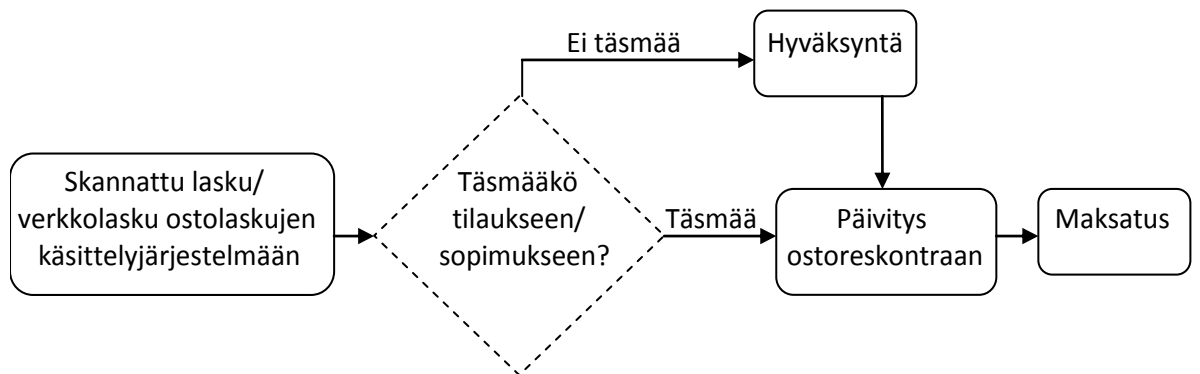 Skannattu lasku/
verkkolasku ostolaskujen
käsittelyjärjestelmään
Täsmääkö
tilaukseen/
sopimukseen?
Ei täsmää
Hyväksyntä
Täsmää
Päivitys
ostoreskontraan
Maksatus